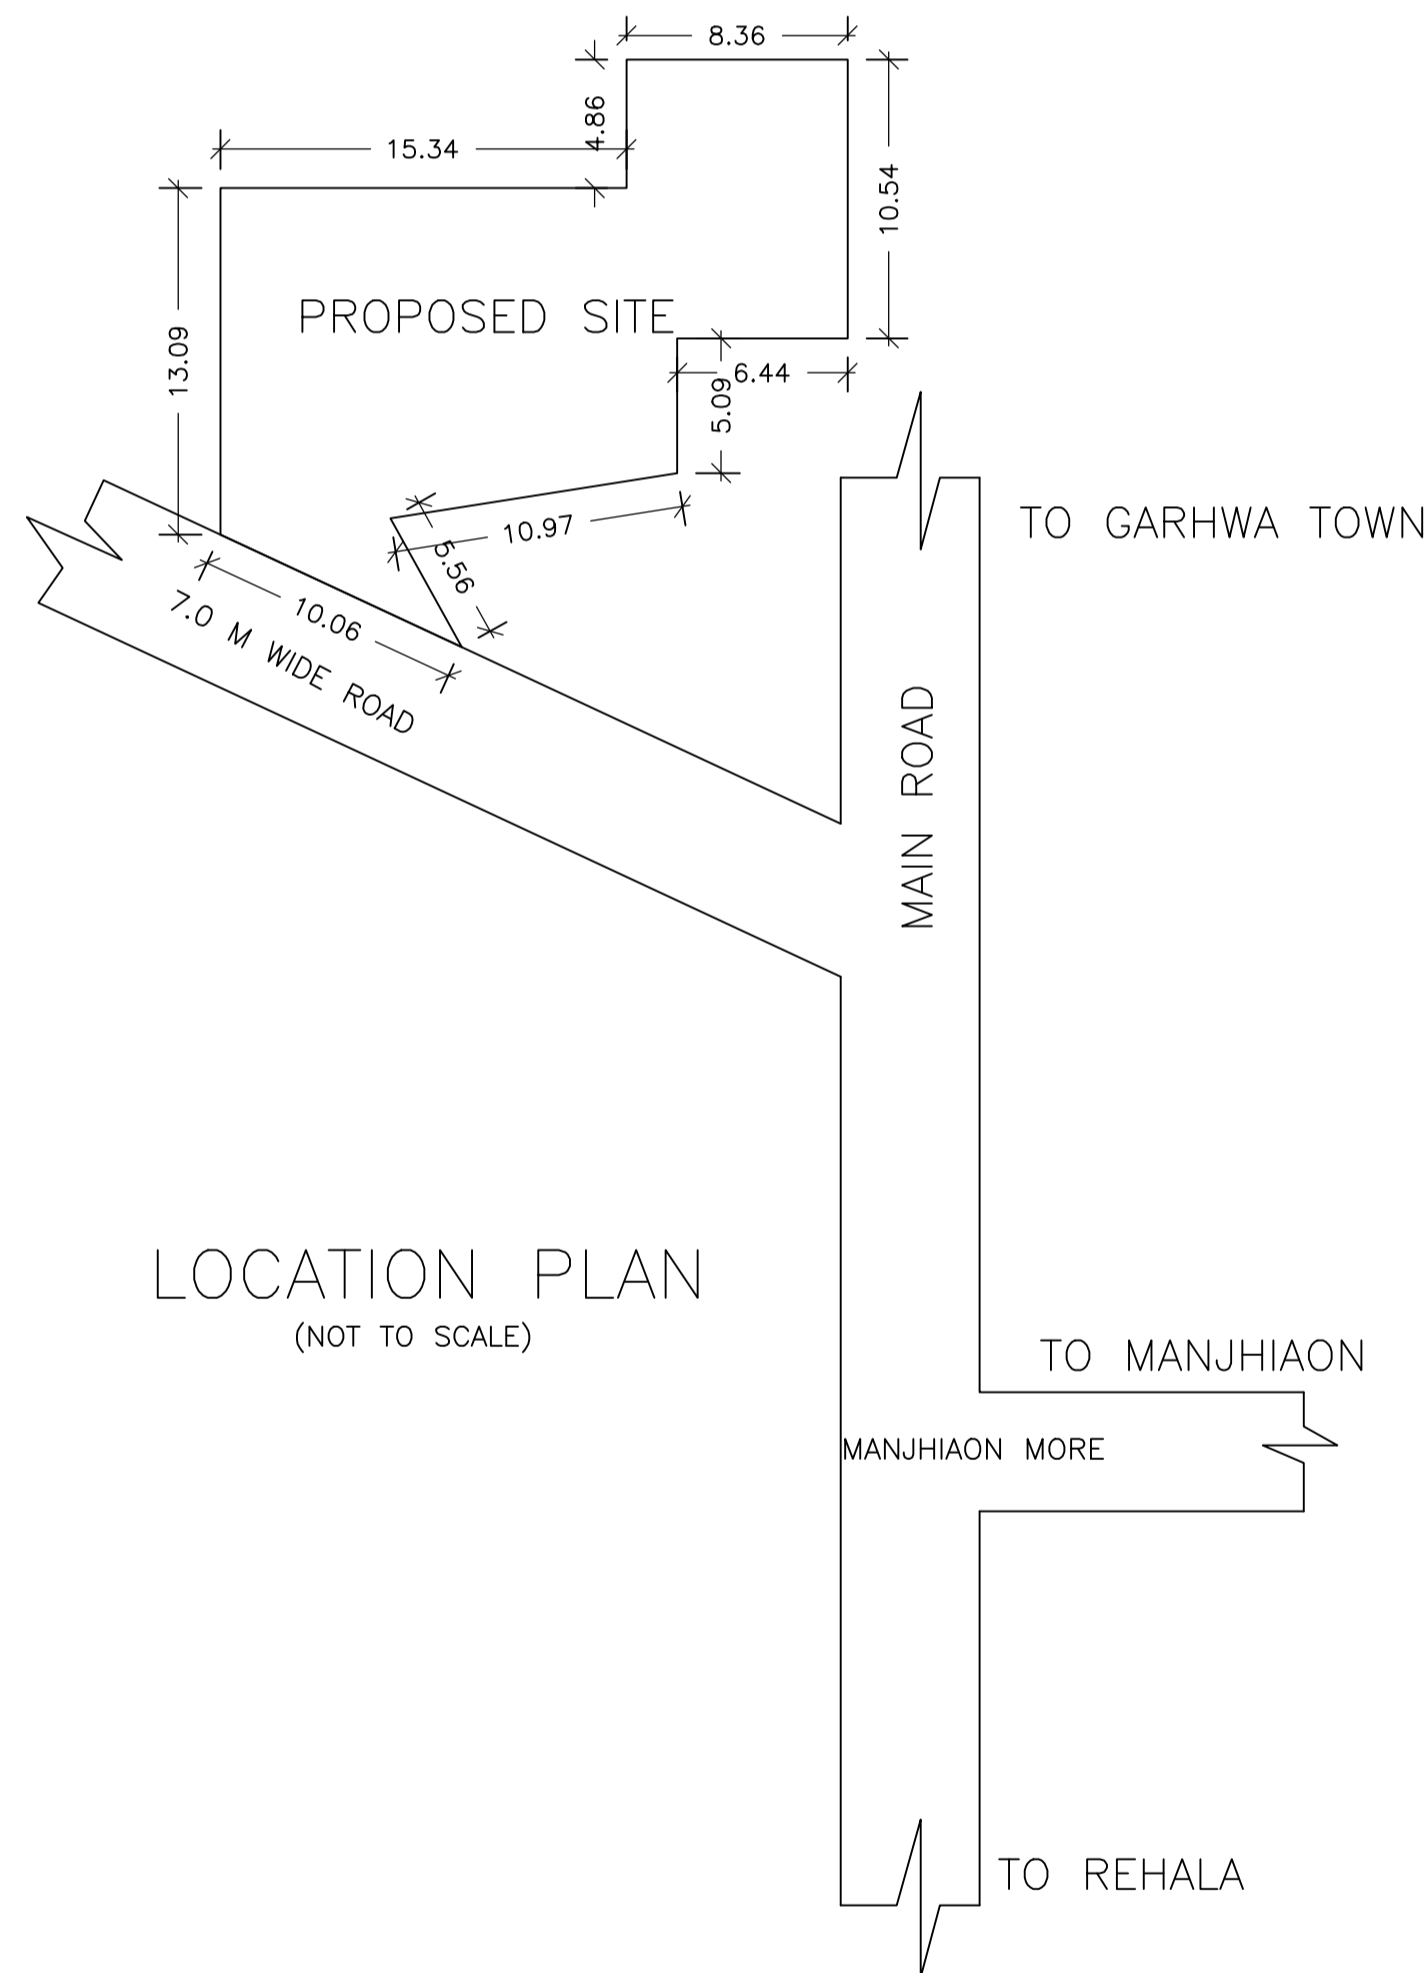 8.36
4.86
15.34
10.54
PROPOSED SITE
13.09
6.44
5.09
10.97
5.56
10.06
7.0 M WIDE ROAD
TO GARHWA TOWN
MAIN ROAD
LOCATION PLAN
(NOT TO SCALE)
TO MANJHIAON
MANJHIAON MORE
TO REHALA